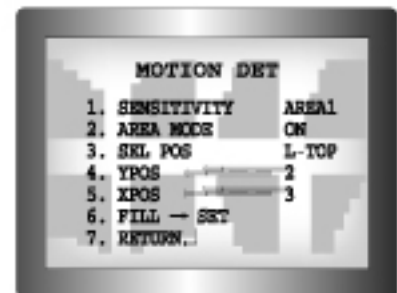 MOTION DET
1. SENSITIVITY AREA1
2. AREA MODE ON
3. SEL POS L-TOP
4. YPOS 2
5. XPOS 3
6. FILL → SET
7. RETURN